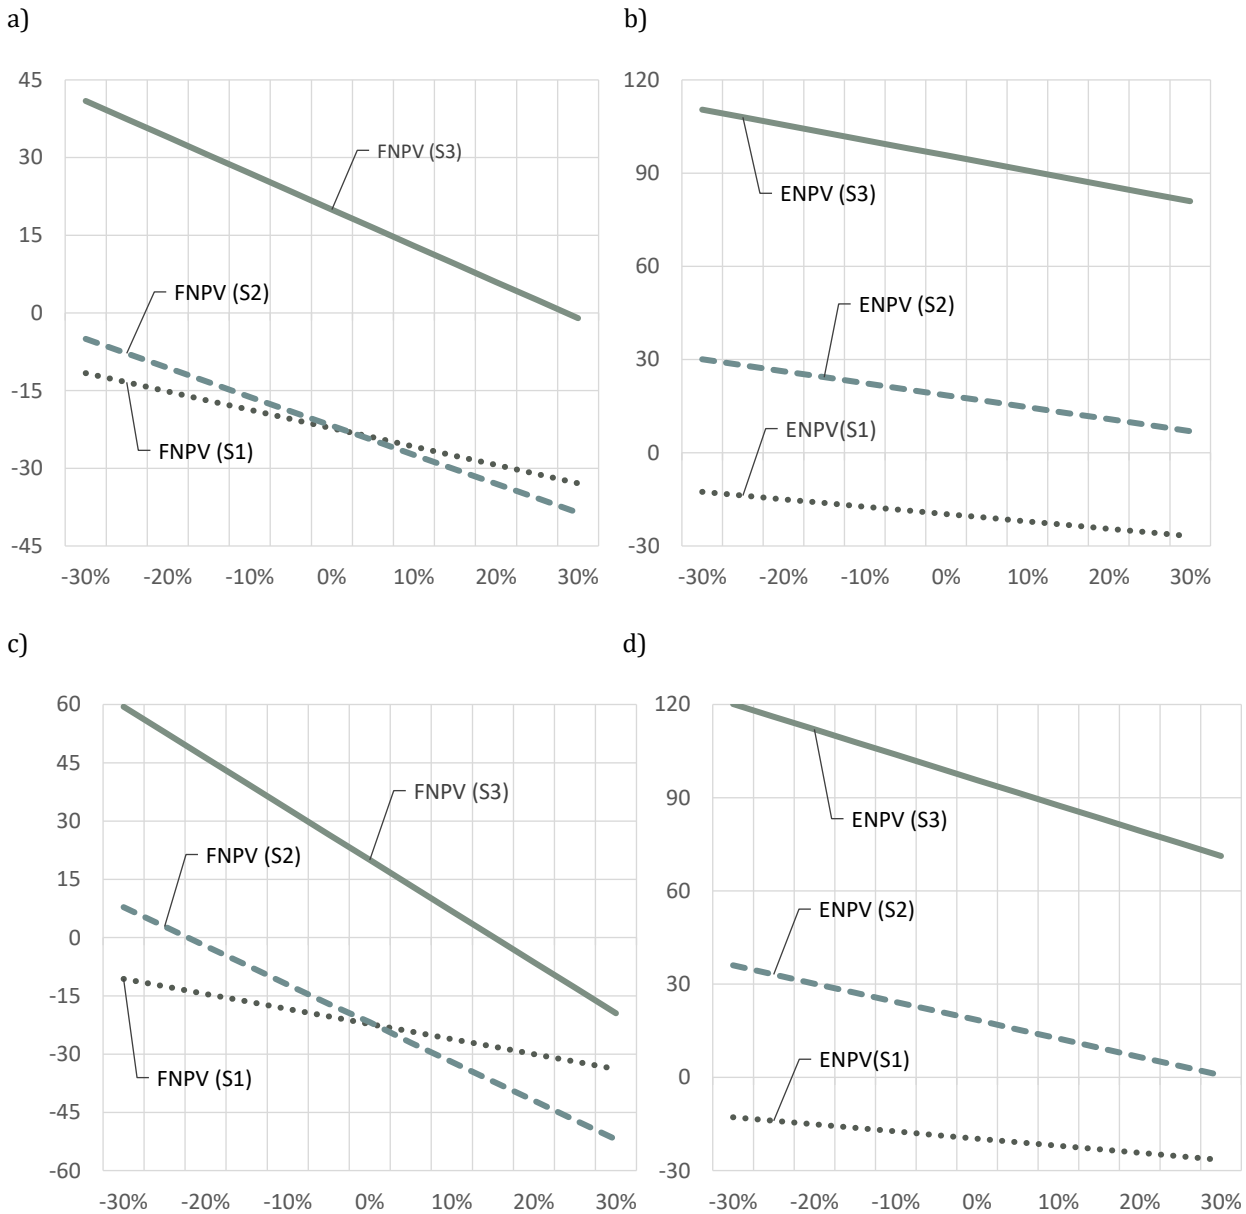 a)
45
30
15
0
-15
-30
-45
FNPV (S3)
FNPV (S2)
FNPV (S1)
-30% -20% -10% 0% 10% 20% 30%
b)
120
90
60
30
0
-30
ENPV (S3)
ENPV (S2)
ENPV(S1)
-30% -20% -10% 0% 10% 20% 30%
c)
60
45
30
15
0
-15
-30
-45
-60
FNPV (S3)
FNPV (S2)
FNPV (S1)
-30% -20% -10% 0% 10% 20% 30%
d)
120
90
60
30
0
-30
ENPV (S3)
ENPV (S2)
ENPV(S1)
-30% -20% -10% 0% 10% 20% 30%